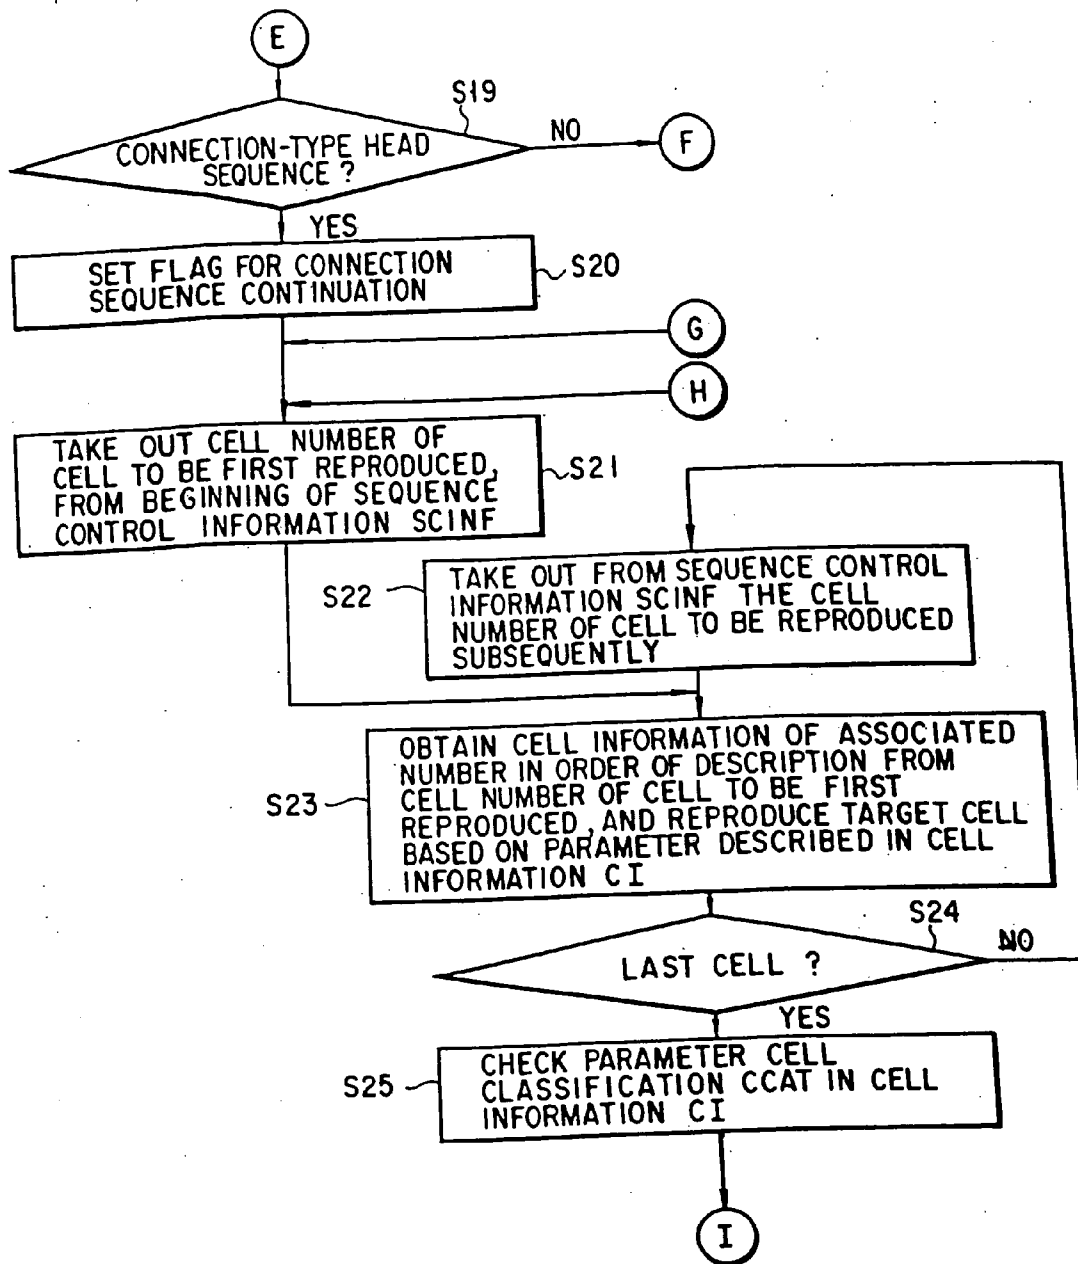 E
S19
CONNECTION-TYPE HEAD
SEQUENCE ?
NO
F
YES
SET FLAG FOR CONNECTION
SEQUENCE CONTINUATION
S20
G
H
TAKE OUT CELL NUMBER OF
CELL TO BE FIRST REPRODUCED,
FROM BEGINNING OF SEQUENCE
CONTROL INFORMATION SCINF
S21
S22
TAKE OUT FROM SEQUENCE CONTROL
INFORMATION SCINF THE CELL
NUMBER OF CELL TO BE REPRODUCED
SUBSEQUENTLY
S23
OBTAIN CELL INFORMATION OF ASSOCIATED
NUMBER IN ORDER OF DESCRIPTION FROM
CELL NUMBER OF CELL TO BE FIRST
REPRODUCED, AND REPRODUCE TARGET CELL
BASED ON PARAMETER DESCRIBED IN CELL
INFORMATION CI
S24
LAST CELL ?
NO
YES
S25
CHECK PARAMETER CELL
CLASSIFICATION CCAT IN CELL
INFORMATION CI
I